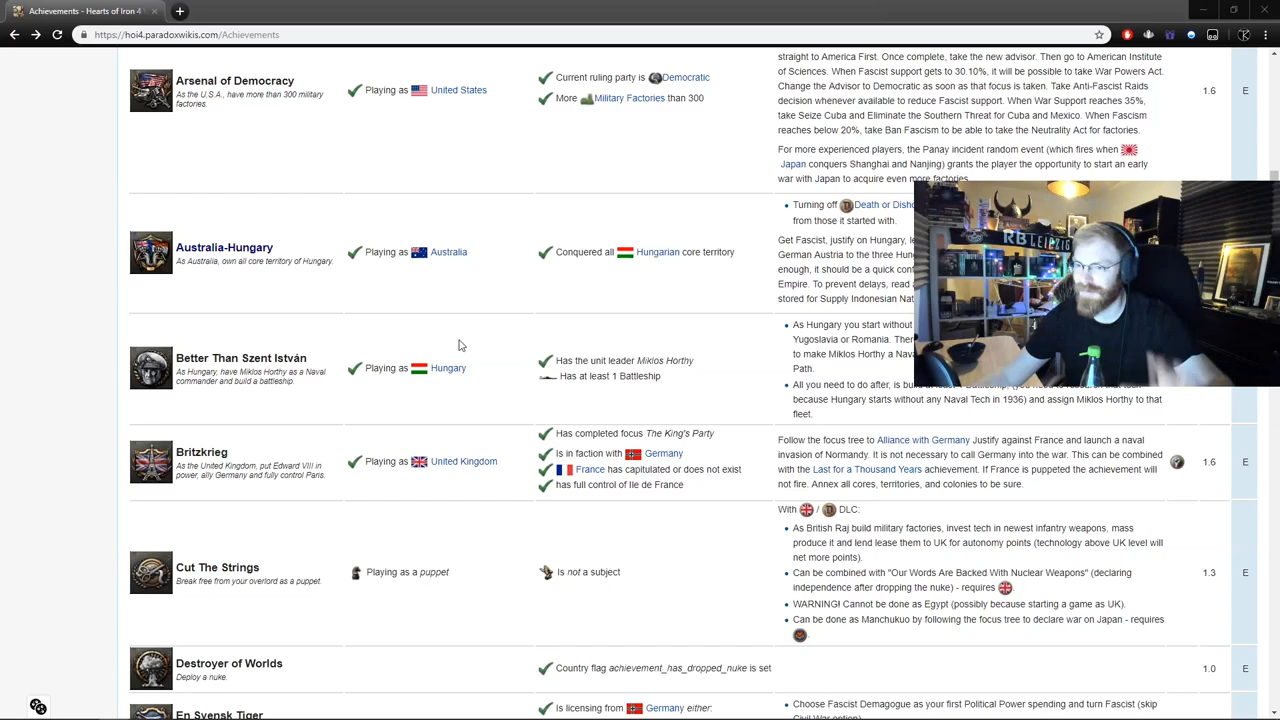 Achievements - Hearts of Iron 4
https://hoi4.paradoxwikis.com/Achievements
straight to America First. Once complete, take the new advisor. Then go to American Institute
of Sciences. When Fascist support gets to 30.10%, it will be possible to take War Powers Act.
Change the Advisor to Democratic as soon as that focus is taken. Take Anti-Fascist Raids
decision whenever available to reduce Fascist support. When War Support reaches 35%,
take Seize Cuba and Eliminate the Southern Threat for Cuba and Mexico. When Fascism
reaches below 20%, take Ban Fascism to be able to take the Neutrality Act for factories.
For more experienced players, the Panay incident random event (which fires when
Japan conquers Shanghai and Nanjing) grants the player the opportunity to start an early
war with Japan to acquire even more factories.
Arsenal of Democracy
As the U.S.A., have more than 300 military
factories.
Playing as United States
Current ruling party is Democratic
More Military Factories than 300
1.6
E
Australia-Hungary
As Australia, own all core territory of Hungary.
Playing as Australia
Conquered all Hungarian core territory
Turning off Death or Disho
from those it started with.
Get Fascist, justify on Hungary, le
German Austria to the three Hung
enough, it should be a quick con
Empire. To prevent delays, read
stored for Supply Indonesian Nat
Better Than Szent István
As Hungary, have Miklos Horthy as a Naval
commander and build a battleship.
Playing as Hungary
Has the unit leader Miklos Horthy
Has at least 1 Battleship
As Hungary you start without
Yugoslavia or Romania. Ther
to make Miklos Horthy a Nava
Path.
All you need to do after, is
because Hungary starts without any Naval Tech in 1936) and assign Miklos Horthy to that
fleet.
Britzkrieg
As the United Kingdom, put Edward VIII in
power, ally Germany and fully control Paris.
Playing as United Kingdom
Has completed focus The King's Party
Is in faction with Germany
France has capitulated or does not exist
has full control of Ile de France
Follow the focus tree to Alliance with Germany Justify against France and launch a naval
invasion of Normandy. It is not necessary to call Germany into the war. This can be combined
with the Last for a Thousand Years achievement. If France is puppeted the achievement will
not fire. Annex all cores, territories, and colonies to be sure.
1.6
E
Cut The Strings
Break free from your overlord as a puppet.
Playing as a puppet
Is not a subject
With / DLC:
As British Raj build military factories, invest tech in newest infantry weapons, mass
produce it and lend lease them to UK for autonomy points (technology above UK level will
net more points).
Can be combined with "Our Words Are Backed With Nuclear Weapons" (declaring
independence after dropping the nuke) - requires .
WARNING! Cannot be done as Egypt (possibly because starting a game as UK).
Can be done as Manchukuo by following the focus tree to declare war on Japan - requires
.
1.3
E
Destroyer of Worlds
Deploy a nuke.
Country flag achievement_has_dropped_nuke is set
1.0
E
En Svensk Tiger
Is licensing from Germany either:
Choose Fascist Demagogue as your first Political Power spending and turn Fascist (skip
Civil War option)
E
RB LEIPZIG